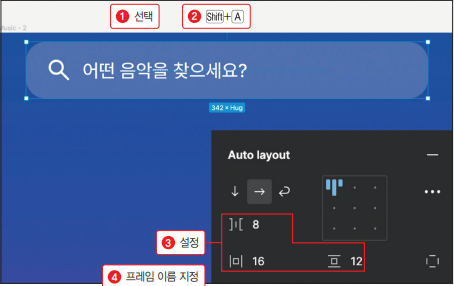 1 선택
2 Shift+A
Music - 2
어떤 음악을 찾으세요?
342 × Hug
Auto layout
8
3 설정
16
12
4 프레임 이름 지정